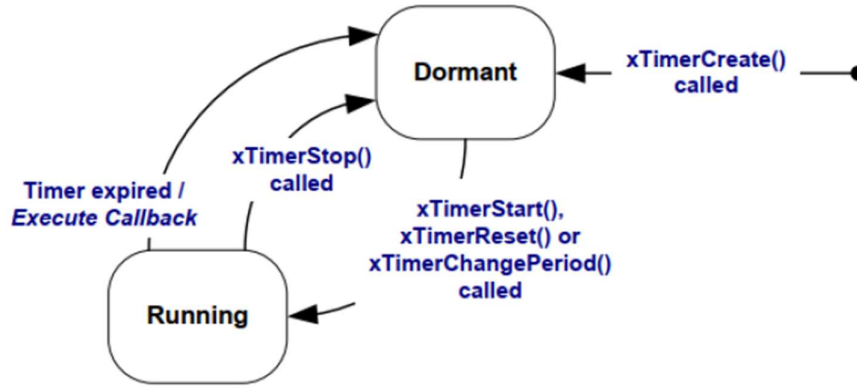 Dormant
xTimerCreate()
called
xTimerStop()
called
Timer expired /
Execute Callback
xTimerStart(),
xTimerReset() or
xTimerChangePeriod()
called
Running